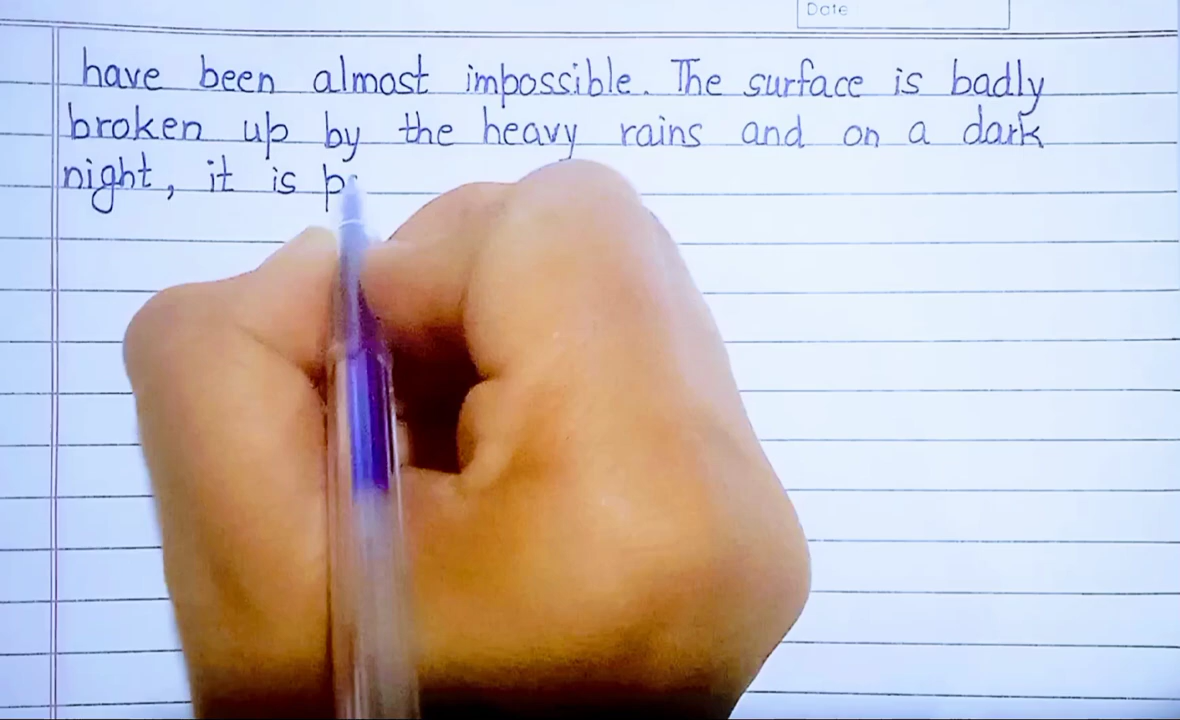 Date
have been almost impossible. The surface is badly
broken up by the heavy rains and on a dark
night, it is